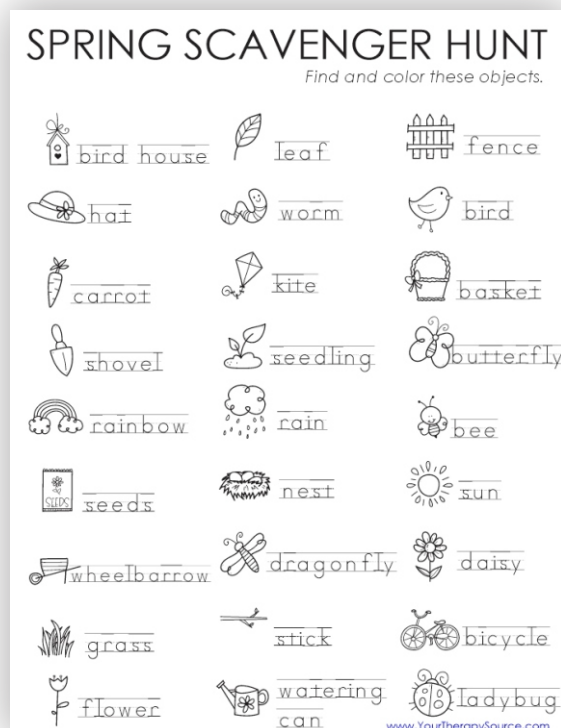 SPRING SCAVENGER HUNT
Find and color these objects.
bird house
leaf
fence
hat
worm
bird
carrot
kite
basket
shovel
seedling
butterfly
rainbow
rain
bee
SEEDS
seeds
nest
sun
wheelbarrow
dragonfly
daisy
grass
stick
bicycle
flower
watering
can
ladybug
www.YourTherapySource.com